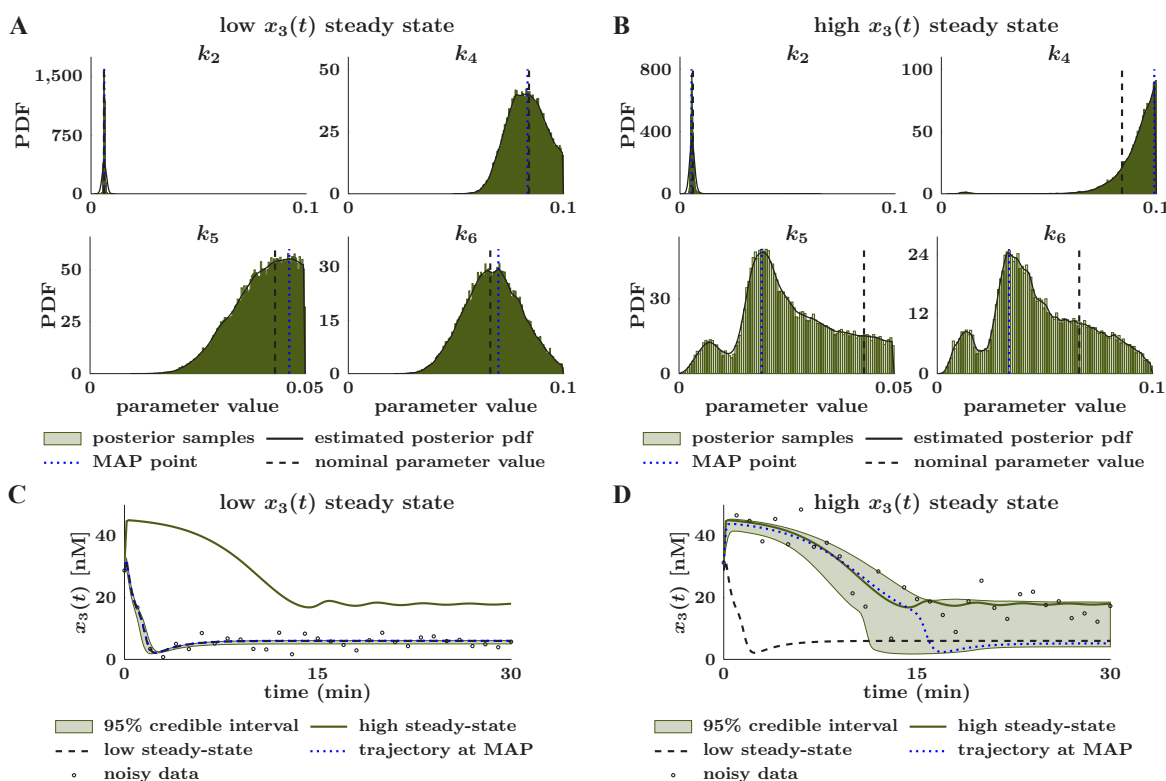 A
low x₃(t) steady state
k₂
k₄
PDF
1,500
750
0
0
0.1
50
25
0
0
0.1
k₅
k₆
PDF
50
25
0
0
0.05
30
15
0
0
0.1
parameter value
parameter value
posterior samples
estimated posterior pdf
MAP point
nominal parameter value
B
high x₃(t) steady state
k₂
k₄
PDF
800
400
0
0
0.1
100
50
0
0
0.1
k₅
k₆
PDF
30
0
0
0.05
24
12
0
0
0.1
parameter value
parameter value
posterior samples
estimated posterior pdf
MAP point
nominal parameter value
C
low x₃(t) steady state
x₃(t) [nM]
40
20
0
0
15
30
time (min)
95% credible interval
high steady-state
low steady-state
trajectory at MAP
noisy data
D
high x₃(t) steady state
x₃(t) [nM]
40
20
0
0
15
30
time (min)
95% credible interval
high steady-state
low steady-state
trajectory at MAP
noisy data